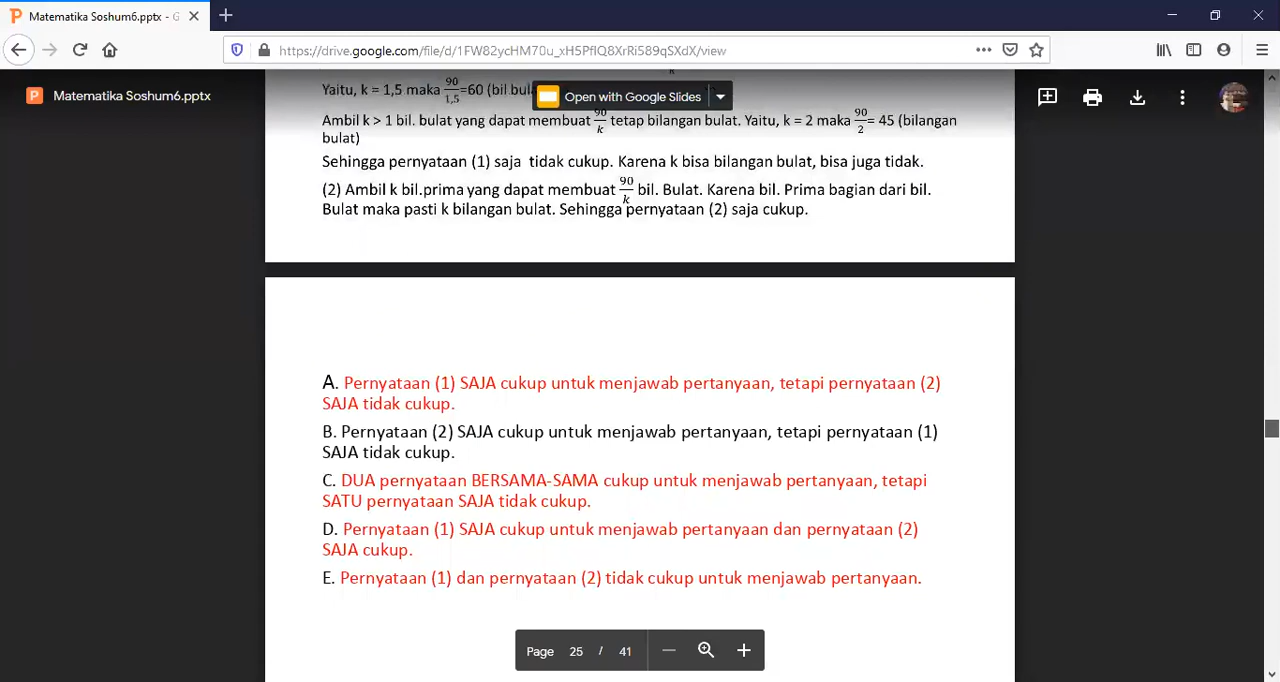 Matematika Soshum6.pptx - G
https://drive.google.com/file/d/1FW82ycHM70u_xH5PfIQ8XrRi589qSXdX/view
Matematika Soshum6.pptx
Open with Google Slides
Yaitu, k = 1,5 maka 90/1,5=60 (bil bula
Ambil k > 1 bil. bulat yang dapat membuat 90/k tetap bilangan bulat. Yaitu, k = 2 maka 90/2= 45 (bilangan
bulat)
Sehingga pernyataan (1) saja tidak cukup. Karena k bisa bilangan bulat, bisa juga tidak.
(2) Ambil k bil.prima yang dapat membuat 90/k bil. Bulat. Karena bil. Prima bagian dari bil.
Bulat maka pasti k bilangan bulat. Sehingga pernyataan (2) saja cukup.
A. Pernyataan (1) SAJA cukup untuk menjawab pertanyaan, tetapi pernyataan (2)
SAJA tidak cukup.
B. Pernyataan (2) SAJA cukup untuk menjawab pertanyaan, tetapi pernyataan (1)
SAJA tidak cukup.
C. DUA pernyataan BERSAMA-SAMA cukup untuk menjawab pertanyaan, tetapi
SATU pernyataan SAJA tidak cukup.
D. Pernyataan (1) SAJA cukup untuk menjawab pertanyaan dan pernyataan (2)
SAJA cukup.
E. Pernyataan (1) dan pernyataan (2) tidak cukup untuk menjawab pertanyaan.
Page 25 / 41